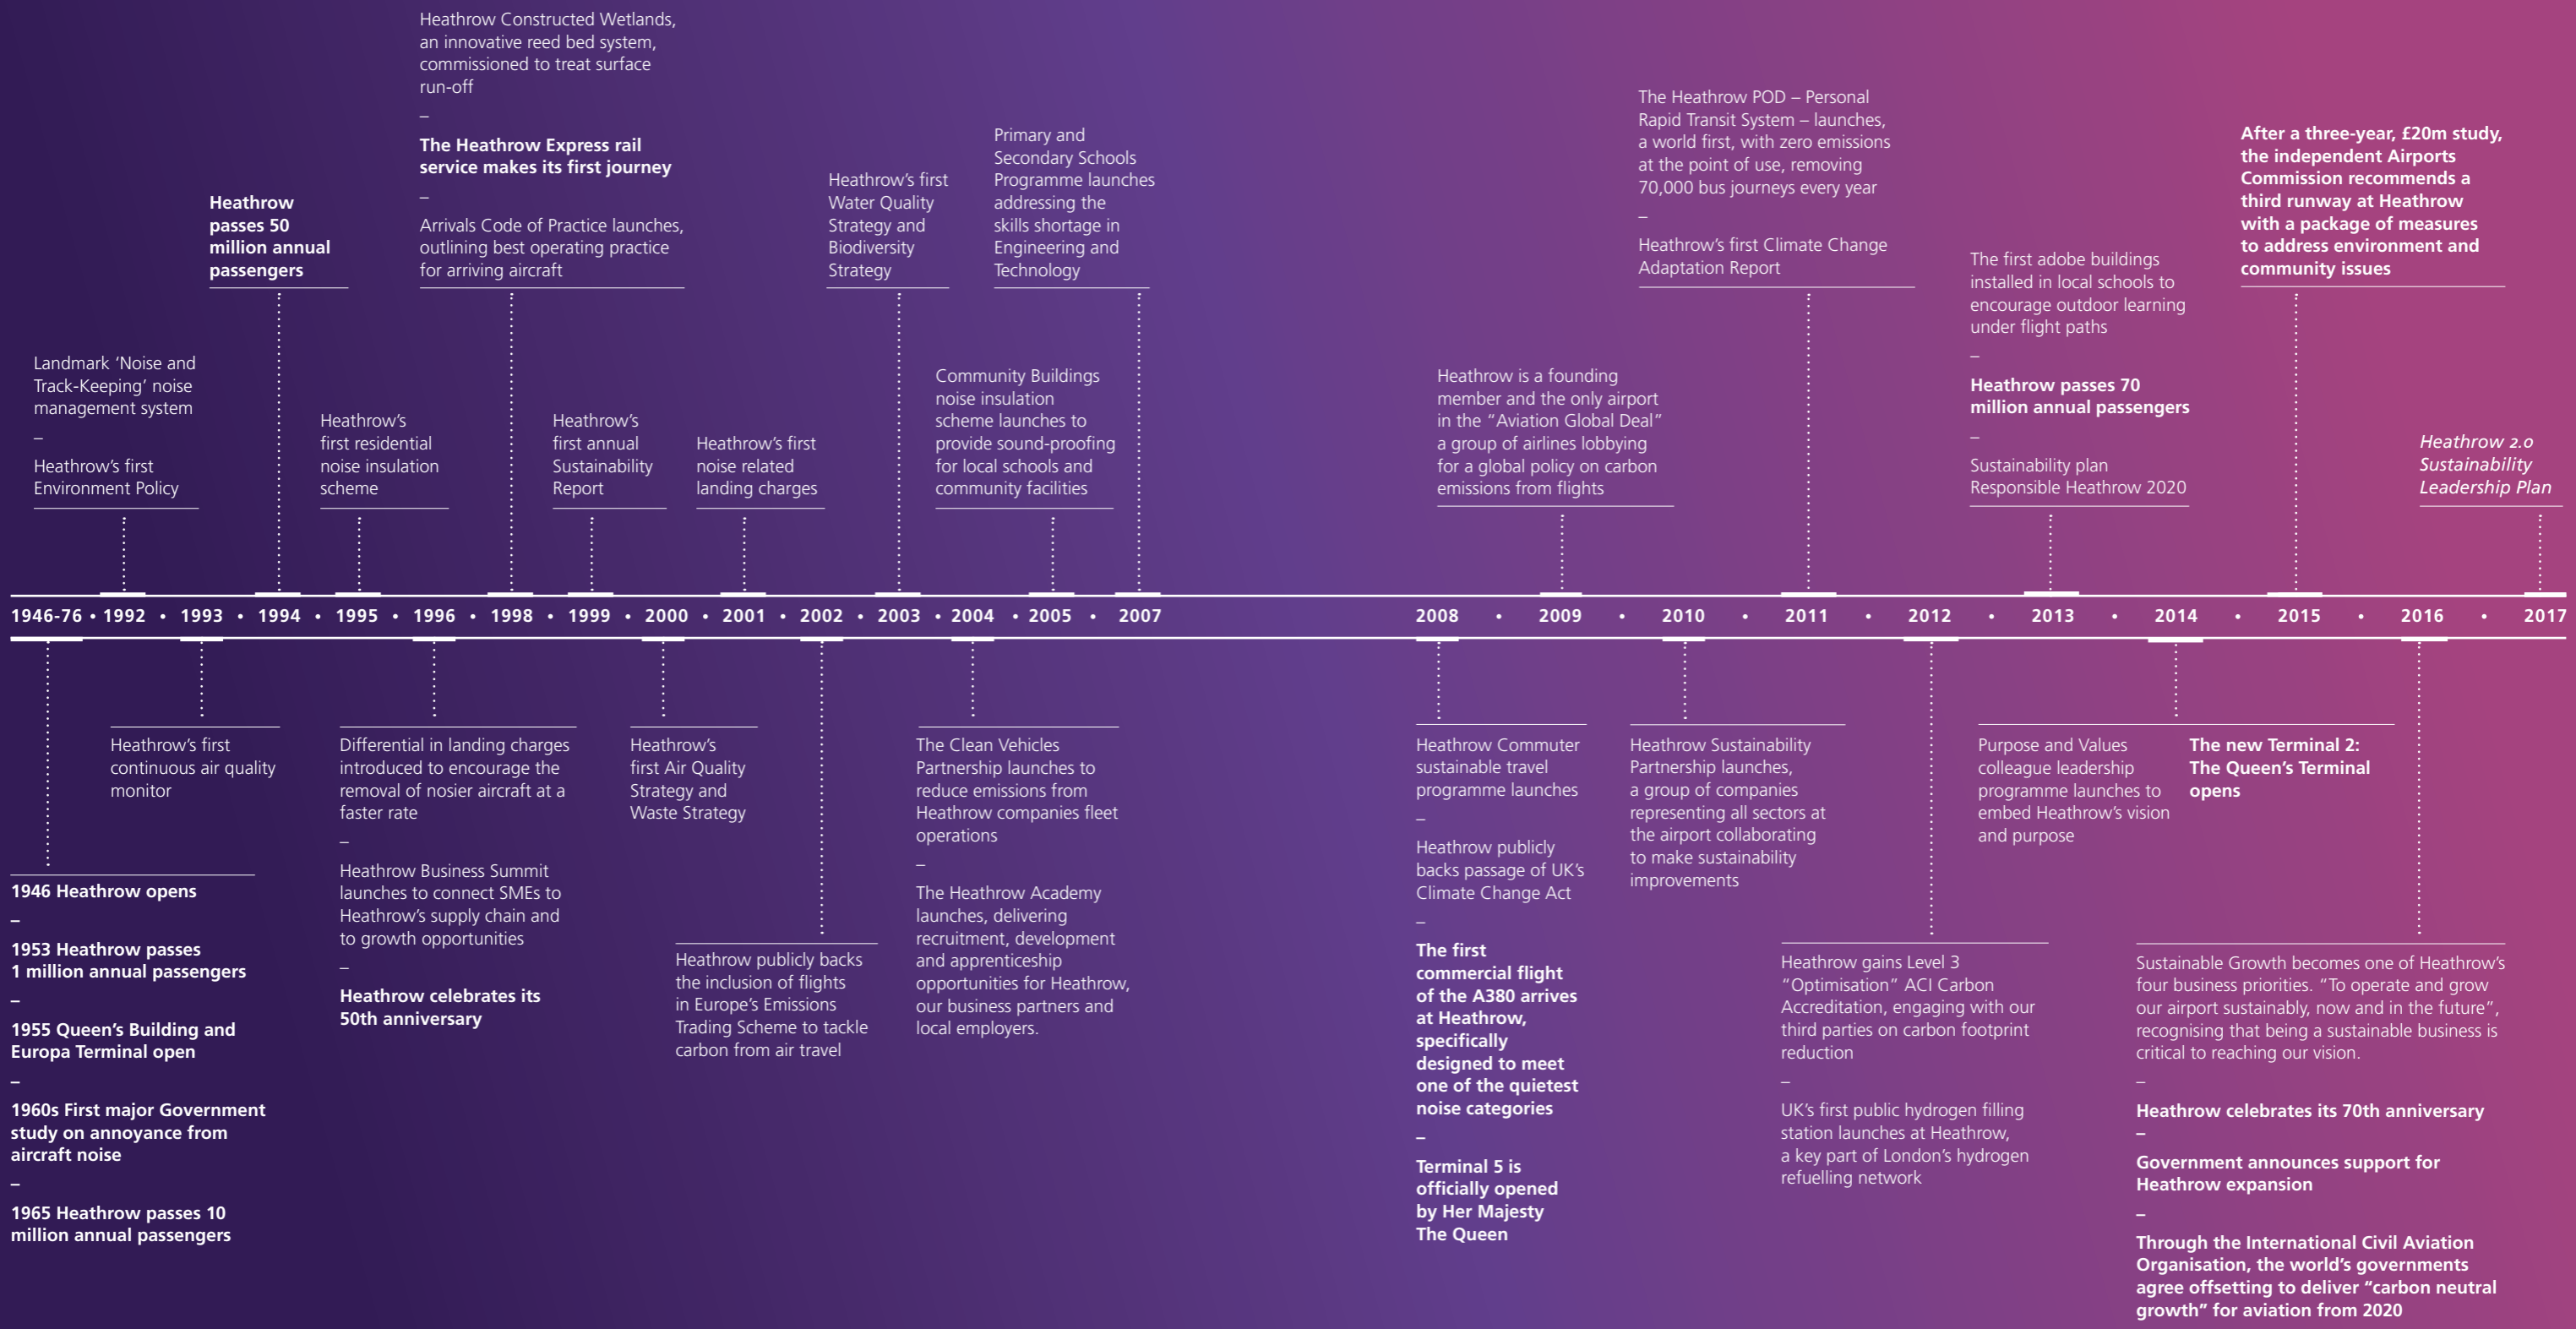 Heathrow Constructed Wetlands,
an innovative reed bed system,
commissioned to treat surface
run-off
–
The Heathrow Express rail
service makes its first journey
–
Arrivals Code of Practice launches,
outlining best operating practice
for arriving aircraft
Heathrow
passes 50
million annual
passengers
Landmark ‘Noise and
Track-Keeping’ noise
management system
–
Heathrow’s first
Environment Policy
Heathrow’s
first residential
noise insulation
scheme
Heathrow’s
first annual
Sustainability
Report
Heathrow’s first
noise related
landing charges
Heathrow’s first
Water Quality
Strategy and
Biodiversity
Strategy
Primary and
Secondary Schools
Programme launches
addressing the
skills shortage in
Engineering and
Technology
Community Buildings
noise insulation
scheme launches to
provide sound-proofing
for local schools and
community facilities
Heathrow is a founding
member and the only airport
in the “Aviation Global Deal”
a group of airlines lobbying
for a global policy on carbon
emissions from flights
The Heathrow POD – Personal
Rapid Transit System – launches,
a world first, with zero emissions
at the point of use, removing
70,000 bus journeys every year
–
Heathrow’s first Climate Change
Adaptation Report
The first adobe buildings
installed in local schools to
encourage outdoor learning
under flight paths
–
Heathrow passes 70
million annual passengers
–
Sustainability plan
Responsible Heathrow 2020
After a three-year, £20m study,
the independent Airports
Commission recommends a
third runway at Heathrow
with a package of measures
to address environment and
community issues
Heathrow 2.0
Sustainability
Leadership Plan
1946-76 • 1992 • 1993 • 1994 • 1995 • 1996 • 1998 • 1999 • 2000 • 2001 • 2002 • 2003 • 2004 • 2005 • 2007 2008 • 2009 • 2010 • 2011 • 2012 • 2013 • 2014 • 2015 • 2016 • 2017
1946 Heathrow opens
–
1953 Heathrow passes
1 million annual passengers
–
1955 Queen’s Building and
Europa Terminal open
–
1960s First major Government
study on annoyance from
aircraft noise
–
1965 Heathrow passes 10
million annual passengers
Heathrow’s first
continuous air quality
monitor
Differential in landing charges
introduced to encourage the
removal of nosier aircraft at a
faster rate
–
Heathrow Business Summit
launches to connect SMEs to
Heathrow’s supply chain and
to growth opportunities
–
Heathrow celebrates its
50th anniversary
Heathrow’s
first Air Quality
Strategy and
Waste Strategy
Heathrow publicly backs
the inclusion of flights
in Europe’s Emissions
Trading Scheme to tackle
carbon from air travel
The Clean Vehicles
Partnership launches to
reduce emissions from
Heathrow companies fleet
operations
–
The Heathrow Academy
launches, delivering
recruitment, development
and apprenticeship
opportunities for Heathrow,
our business partners and
local employers.
Heathrow Commuter
sustainable travel
programme launches
–
Heathrow publicly
backs passage of UK’s
Climate Change Act
–
The first
commercial flight
of the A380 arrives
at Heathrow,
specifically
designed to meet
one of the quietest
noise categories
–
Terminal 5 is
officially opened
by Her Majesty
The Queen
Heathrow Sustainability
Partnership launches,
a group of companies
representing all sectors at
the airport collaborating
to make sustainability
improvements
Heathrow gains Level 3
“Optimisation” ACI Carbon
Accreditation, engaging with our
third parties on carbon footprint
reduction
–
UK’s first public hydrogen filling
station launches at Heathrow,
a key part of London’s hydrogen
refuelling network
Purpose and Values
colleague leadership
programme launches to
embed Heathrow’s vision
and purpose
The new Terminal 2:
The Queen’s Terminal
opens
Sustainable Growth becomes one of Heathrow’s
four business priorities. “To operate and grow
our airport sustainably, now and in the future”,
recognising that being a sustainable business is
critical to reaching our vision.
–
Heathrow celebrates its 70th anniversary
–
Government announces support for
Heathrow expansion
–
Through the International Civil Aviation
Organisation, the world’s governments
agree offsetting to deliver “carbon neutral
growth” for aviation from 2020